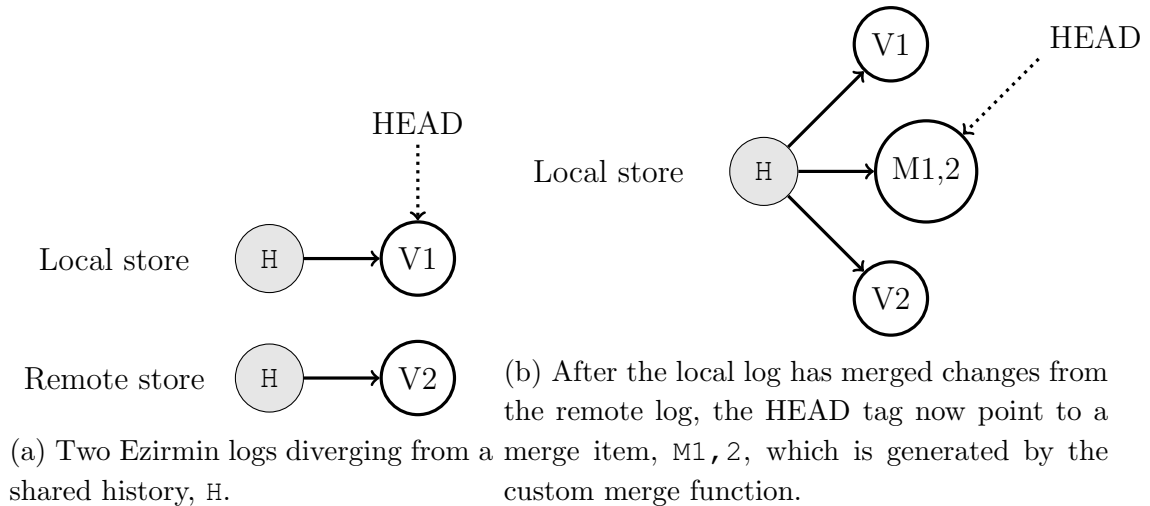 HEAD
Local store H V1
Remote store H V2
(a) Two Ezirmin logs diverging from a
shared history, H.
V1
HEAD
Local store H M1,2
V2
(b) After the local log has merged changes from
the remote log, the HEAD tag now point to a
merge item, M1,2, which is generated by the
custom merge function.